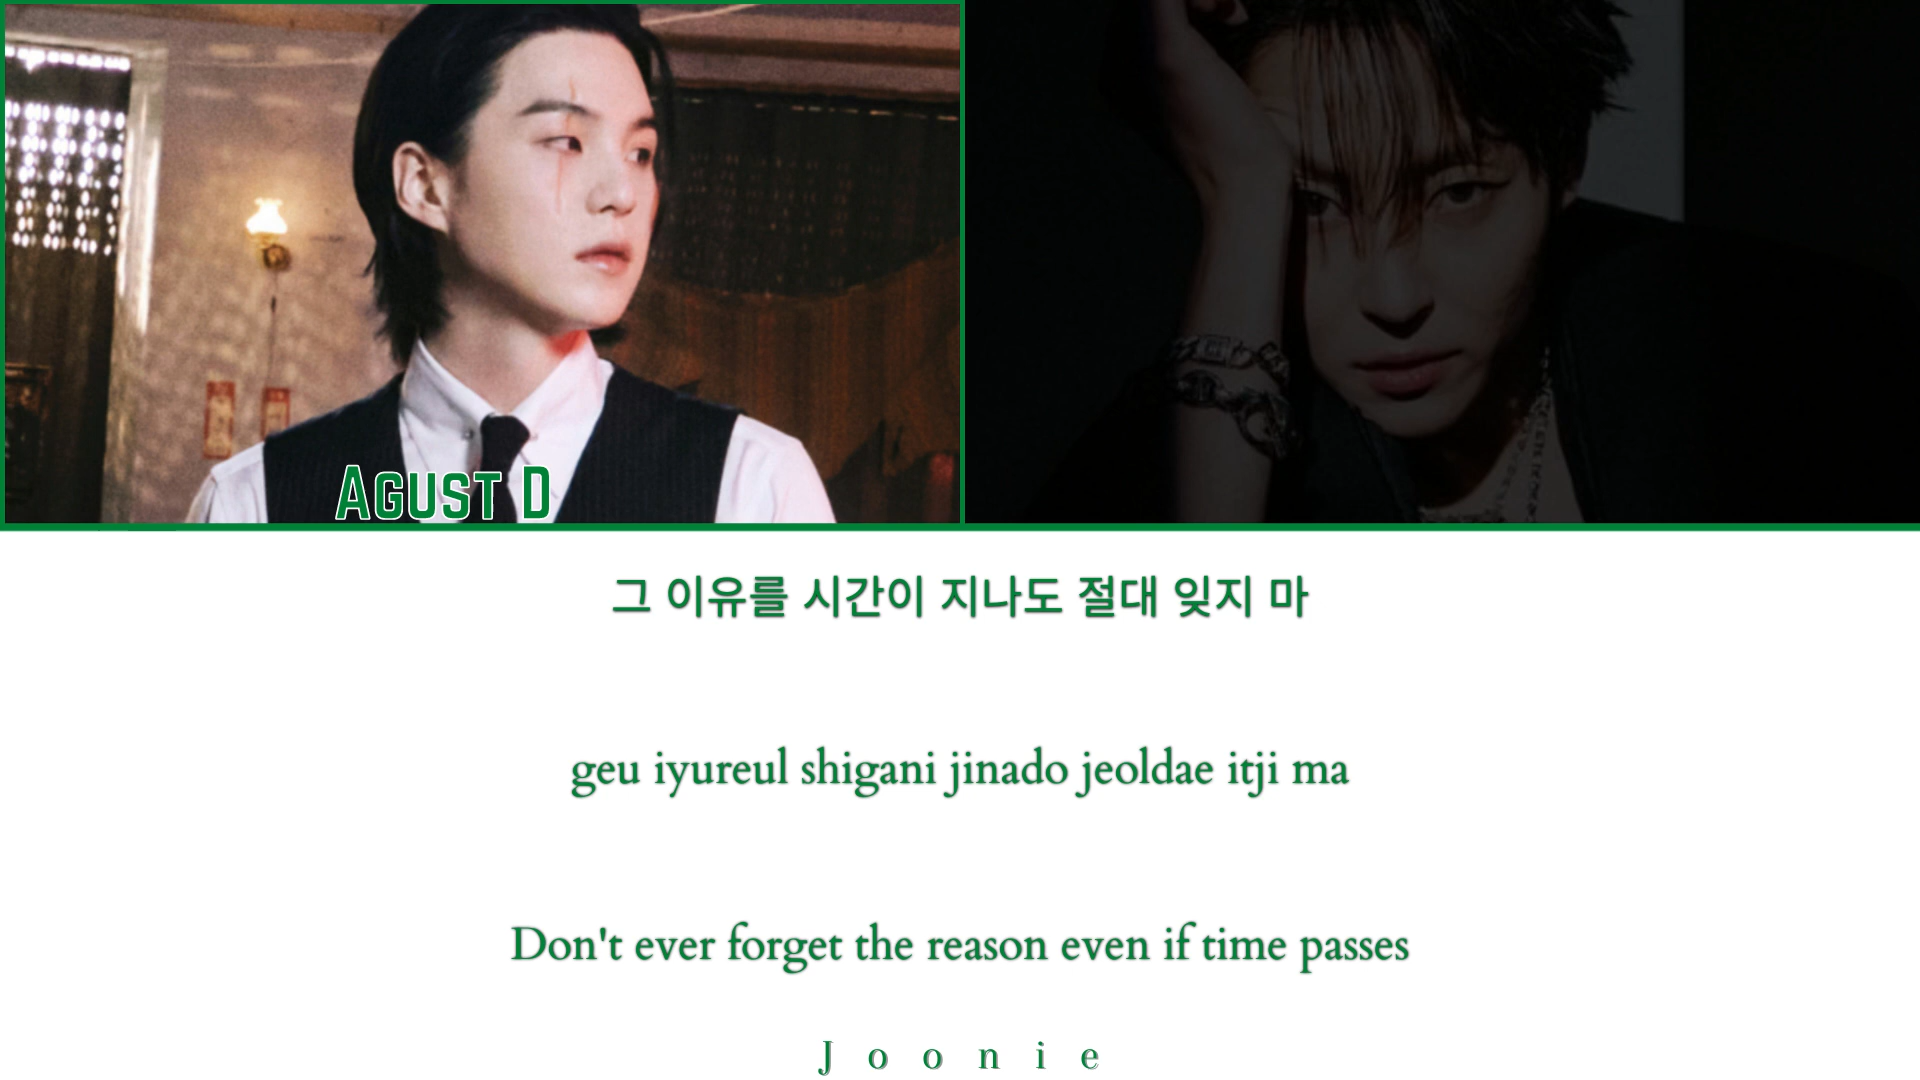 Agust D
그 이유를 시간이 지나도 절대 잊지 마
geu iyureul shigani jinado jeoldae itji ma
Don't ever forget the reason even if time passes
Joonie